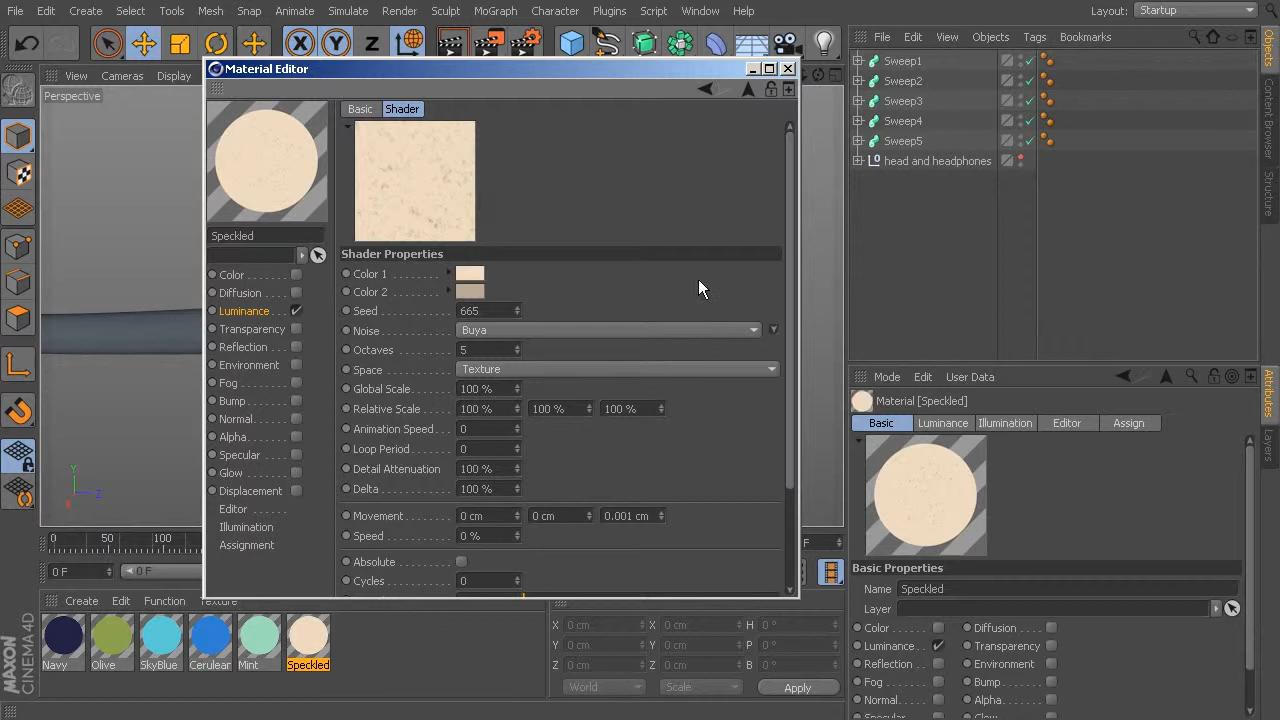 File Edit Create Select Tools Mesh Snap Animate Simulate Render Sculpt MoGraph Character Plugins Script Window Help Layout: Startup
X Y Z
File Edit View Objects Tags Bookmarks
View Cameras Display
Perspective
Material Editor
Basic Shader
Speckled
Color
Diffusion
Luminance
Transparency
Reflection
Environment
Fog
Bump
Normal
Alpha
Specular
Glow
Displacement
Editor
Illumination
Assignment
Shader Properties
Color 1
Color 2
Seed 665
Noise Buya
Octaves 5
Space Texture
Global Scale 100 %
Relative Scale 100 % 100 % 100 %
Animation Speed 0
Loop Period 0
Detail Attenuation 100 %
Delta 100 %
Movement 0 cm 0 cm 0.001 cm
Speed 0 %
Absolute
Cycles 0
Sweep1
Sweep2
Sweep3
Sweep4
Sweep5
head and headphones
Objects
Content Browser
Structure
Mode Edit User Data
Material [Speckled]
Basic Luminance Illumination Editor Assign
Attributes
Layers
Basic Properties
Name Speckled
Layer
Color Diffusion
Luminance Transparency
Reflection Environment
Fog Bump
Normal Alpha
Y
Z
0 50 100
0 F 0 F
F
Create Edit Function Texture
Navy Olive SkyBlue Cerulear Mint Speckled
X 0 cm X 0 cm H 0 °
Y 0 cm Y 0 cm P 0 °
Z 0 cm Z 0 cm B 0 °
World Scale Apply
MAXON
CINEMA 4D